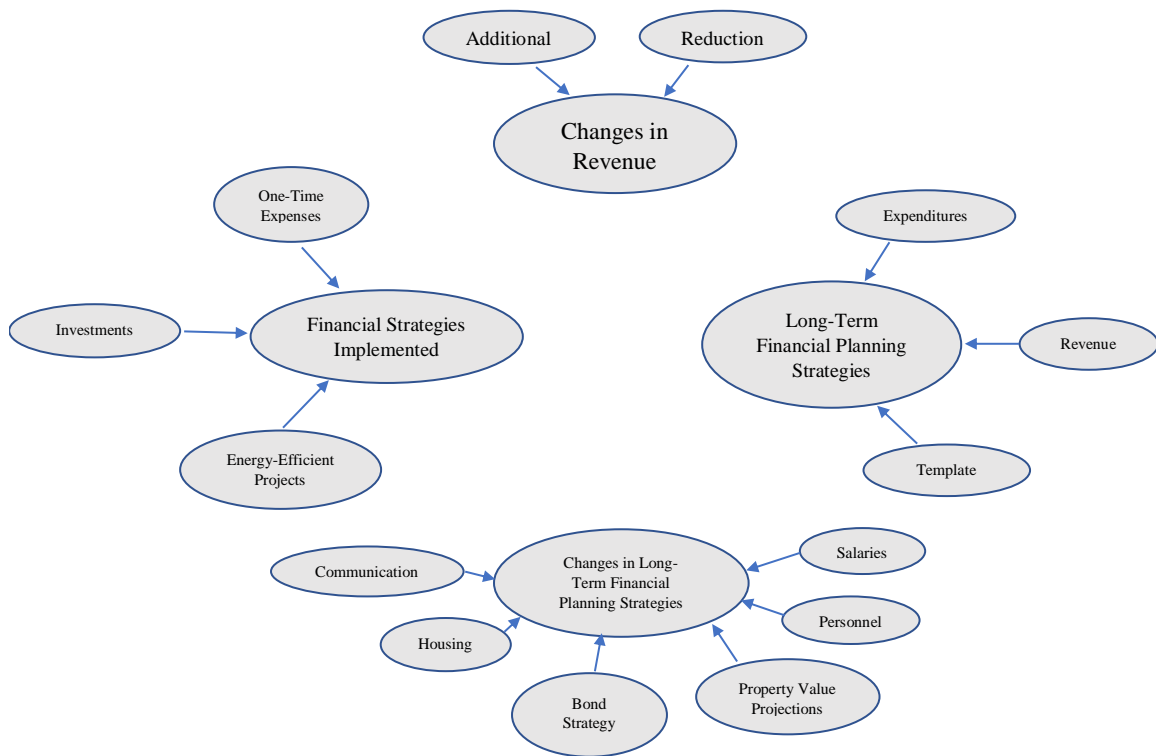 Additional
Reduction
Changes in
Revenue
One-Time
Expenses
Investments
Financial Strategies
Implemented
Energy-Efficient
Projects
Expenditures
Long-Term
Financial Planning
Strategies
Revenue
Template
Communication
Changes in Long-
Term Financial
Planning Strategies
Salaries
Personnel
Housing
Bond
Strategy
Property Value
Projections